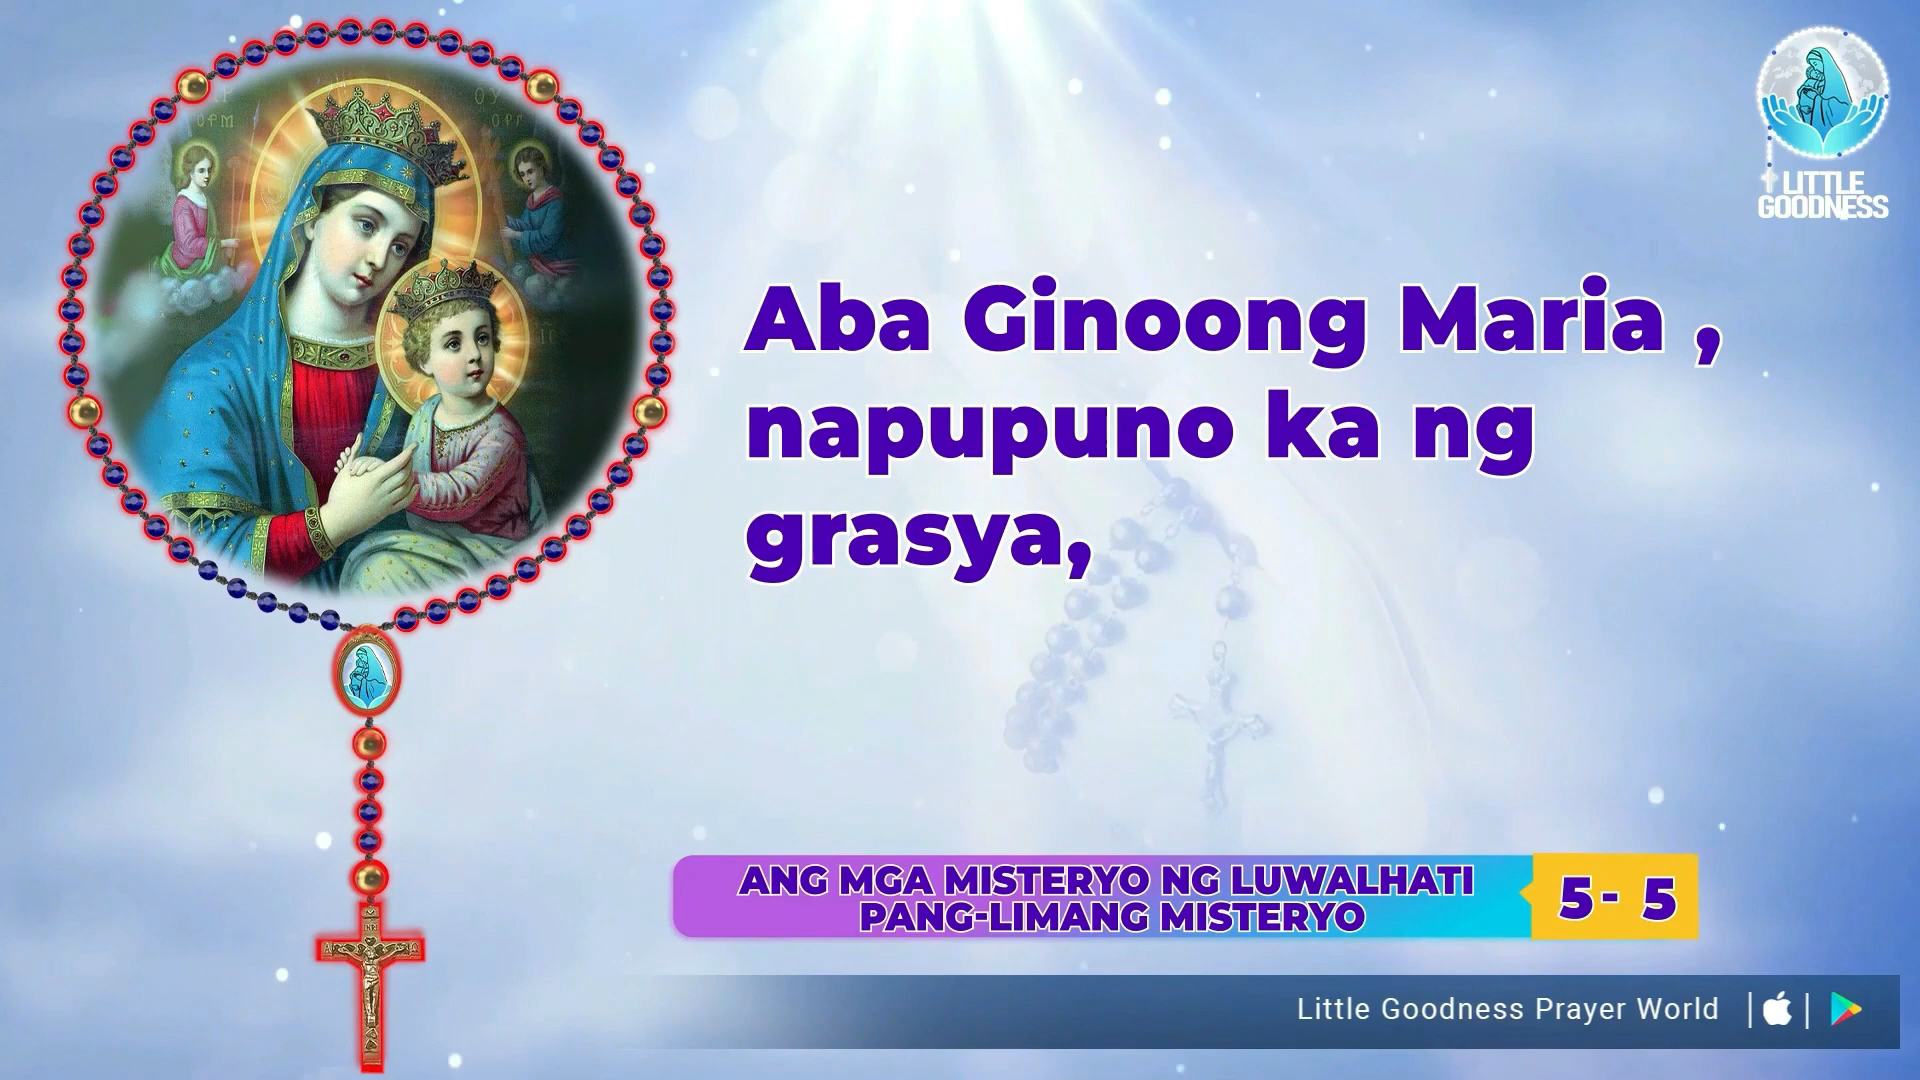 LITTLE
GOODNESS
Aba Ginoong Maria ,
napupuno ka ng
grasya,
ANG MGA MISTERYO NG LUWALHATI
PANG-LIMANG MISTERYO
5- 5
Little Goodness Prayer World
INRI